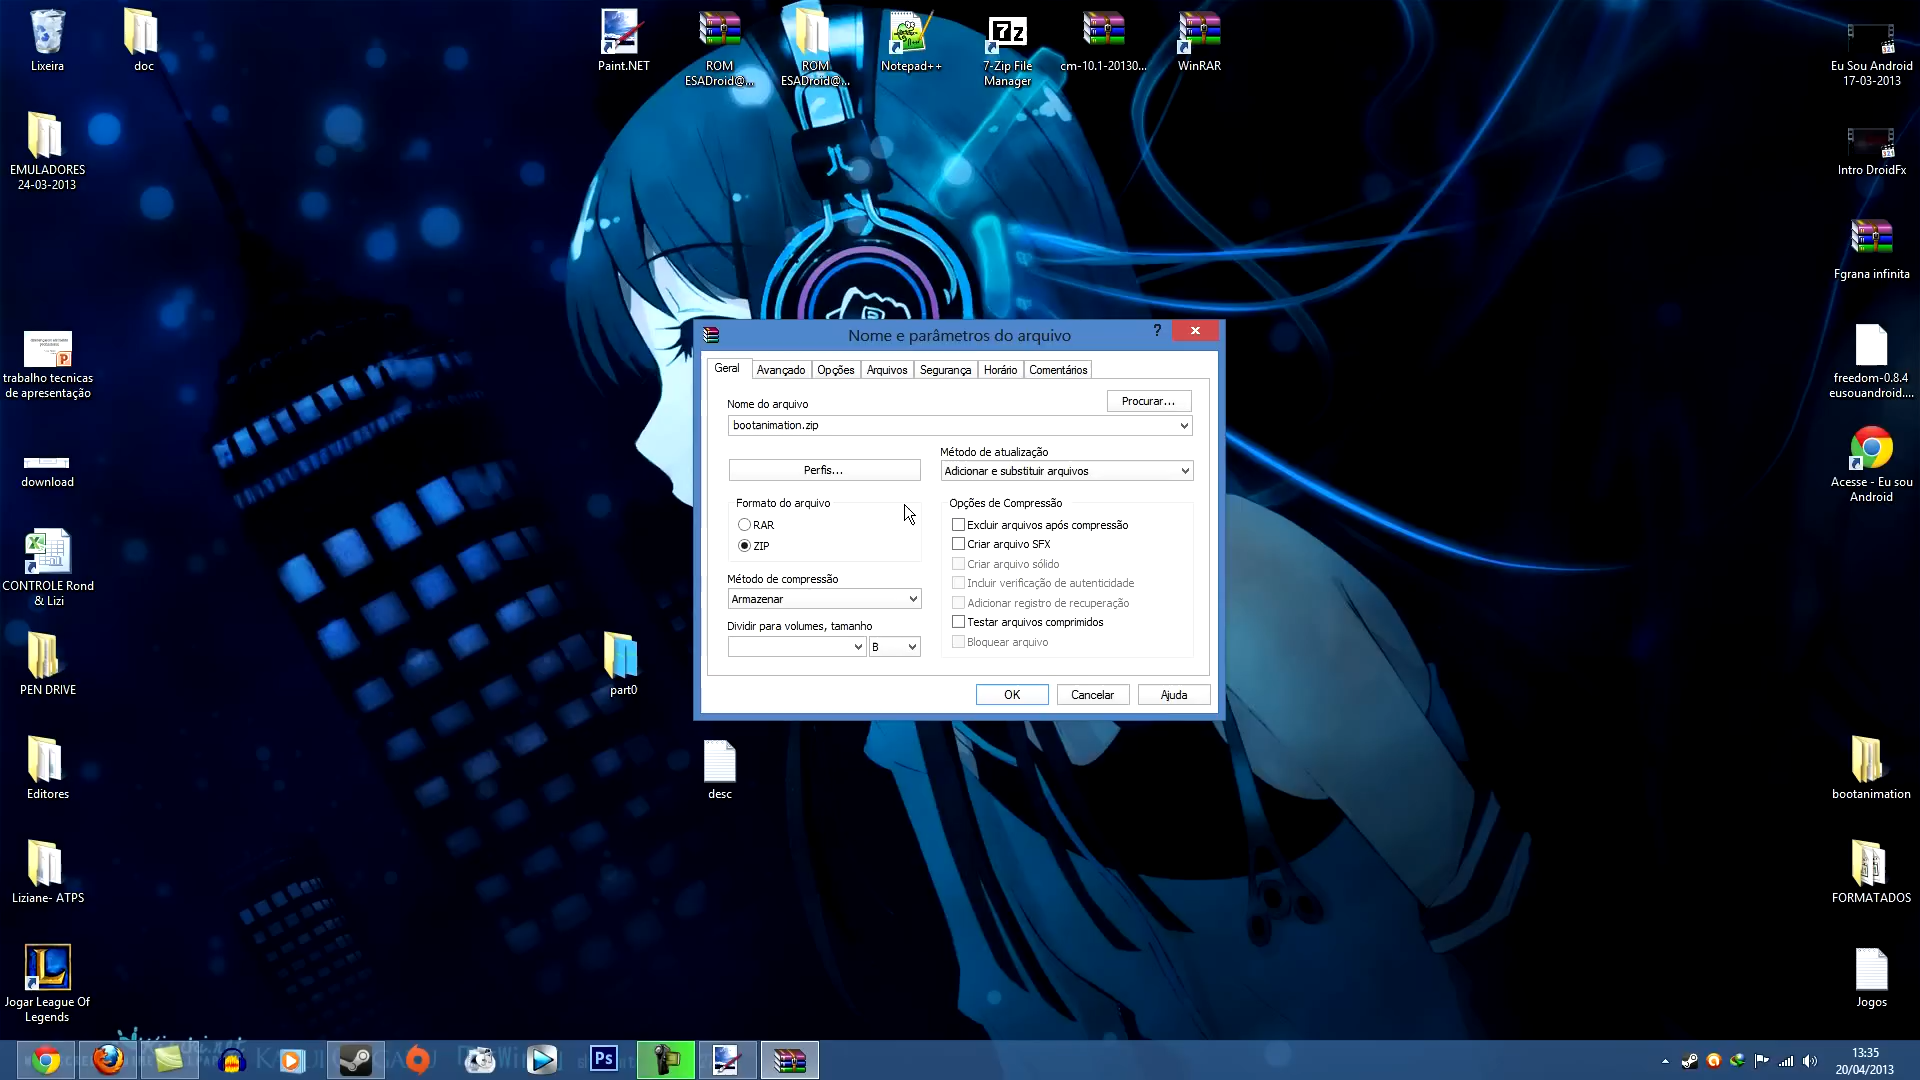 Lixeira
doc
Paint.NET
ROM
ESADroid@...
ROM
ESADroid@...
Notepad++
7-Zip File
Manager
cm-10.1-20130...
WinRAR
Eu Sou Android
17-03-2013
EMULADORES
24-03-2013
Intro DroidFx
Fgrana infinita
trabalho tecnicas
de apresentação
freedom-0.8.4
eusouandroid....
download
Acesse - Eu sou
Android
CONTROLE Rond
& Lizi
PEN DRIVE
part0
Editores
desc
bootanimation
Liziane- ATPS
FORMATADOS
Jogar League Of
Legends
Jogos
Nome e parâmetros do arquivo
?
Geral
Avançado
Opções
Arquivos
Segurança
Horário
Comentários
Nome do arquivo
Procurar...
bootanimation.zip
Perfis...
Método de atualização
Adicionar e substituir arquivos
Formato do arquivo
RAR
ZIP
Método de compressão
Armazenar
Dividir para volumes, tamanho
B
Opções de Compressão
Excluir arquivos após compressão
Criar arquivo SFX
Criar arquivo sólido
Incluir verificação de autenticidade
Adicionar registro de recuperação
Testar arquivos comprimidos
Bloquear arquivo
OK
Cancelar
Ajuda
Ps
13:35
20/04/2013